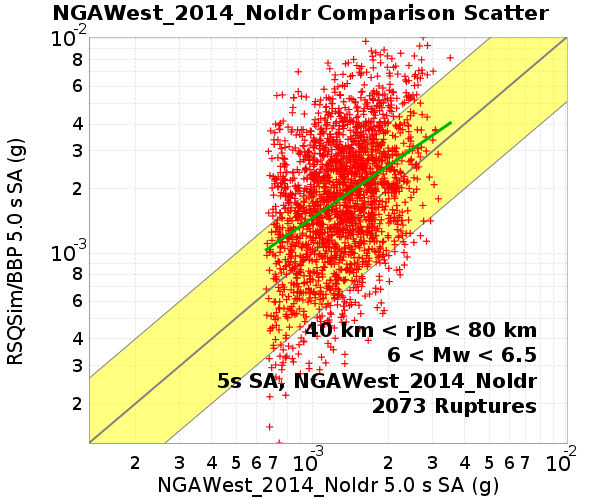 NGAWest_2014_NoIdr Comparison Scatter
10-2
8
6
4
3
2
10-3
8
6
4
3
2
RSQSim/BBP 5.0 s SA (g)
40 km < rJB < 80 km
6 < Mw < 6.5
5s SA, NGAWest_2014_NoIdr
2073 Ruptures
2 3 4 5 6 7 10-3 2 3 4 5 6 7 10-2
NGAWest_2014_NoIdr 5.0 s SA (g)